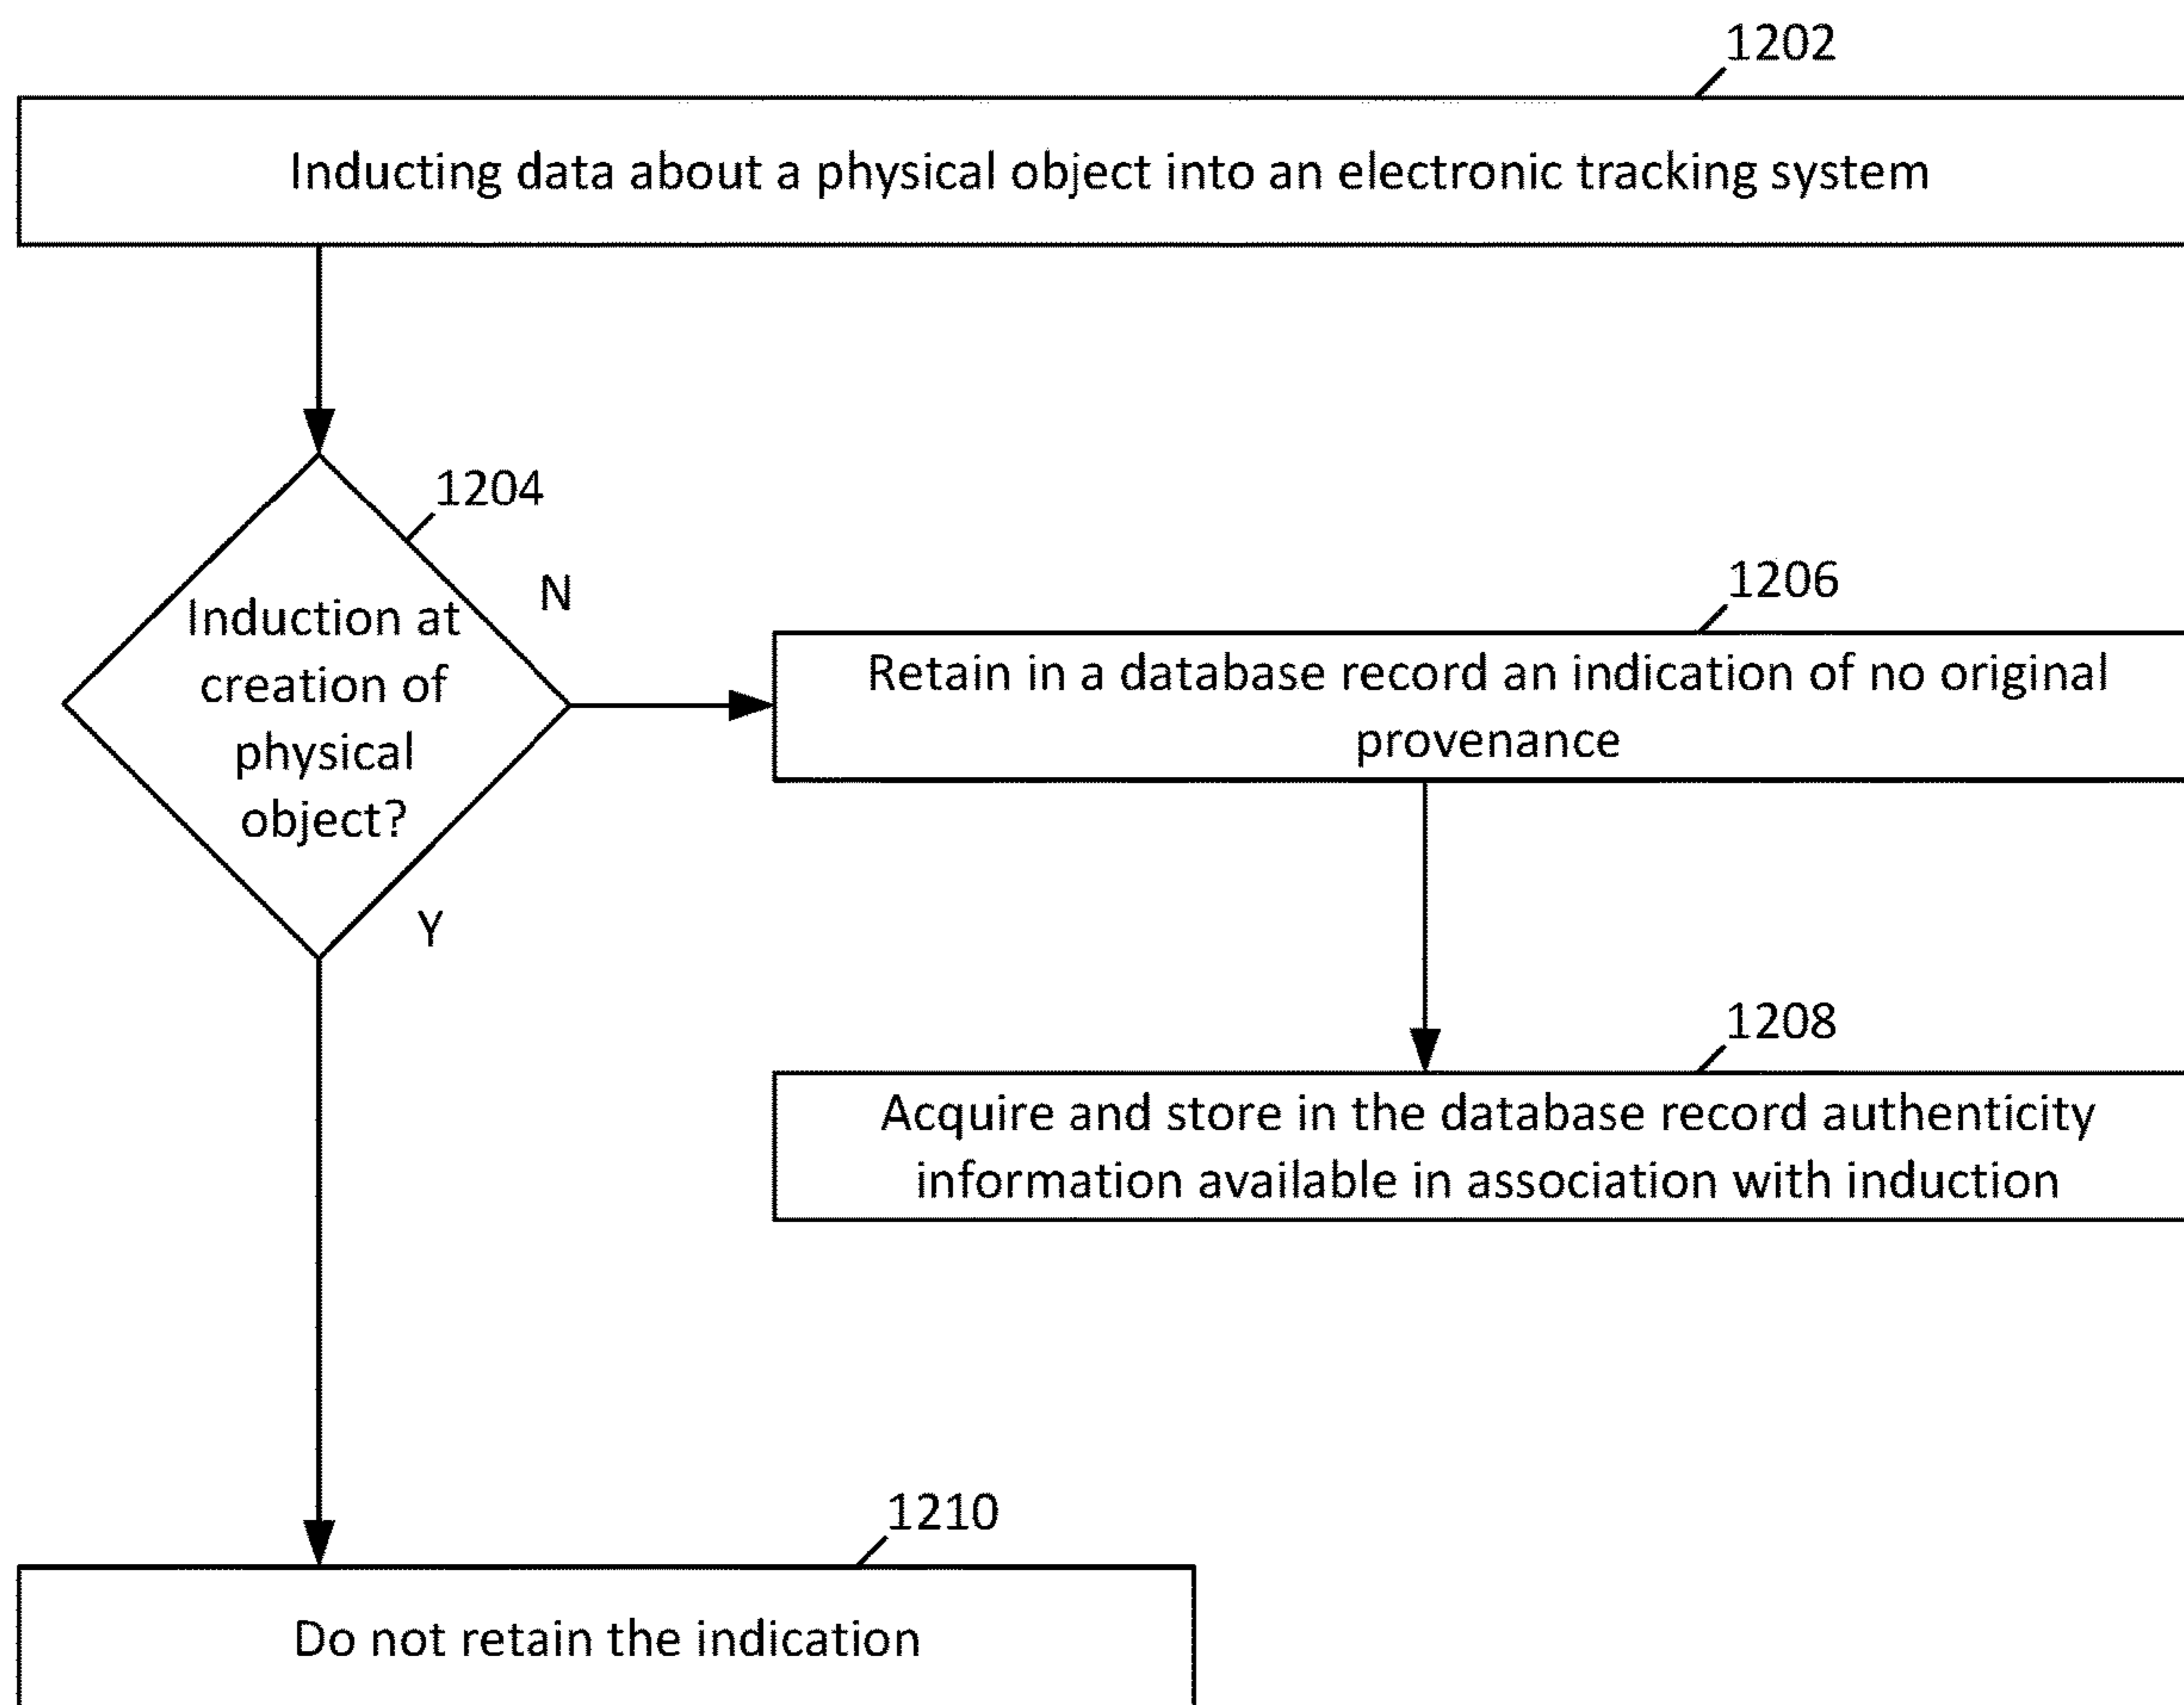 1202
Inducting data about a physical object into an electronic tracking system
1204
Induction at
creation of
physical
object?
N
Y
1206
Retain in a database record an indication of no original
provenance
1208
Acquire and store in the database record authenticity
information available in association with induction
1210
Do not retain the indication